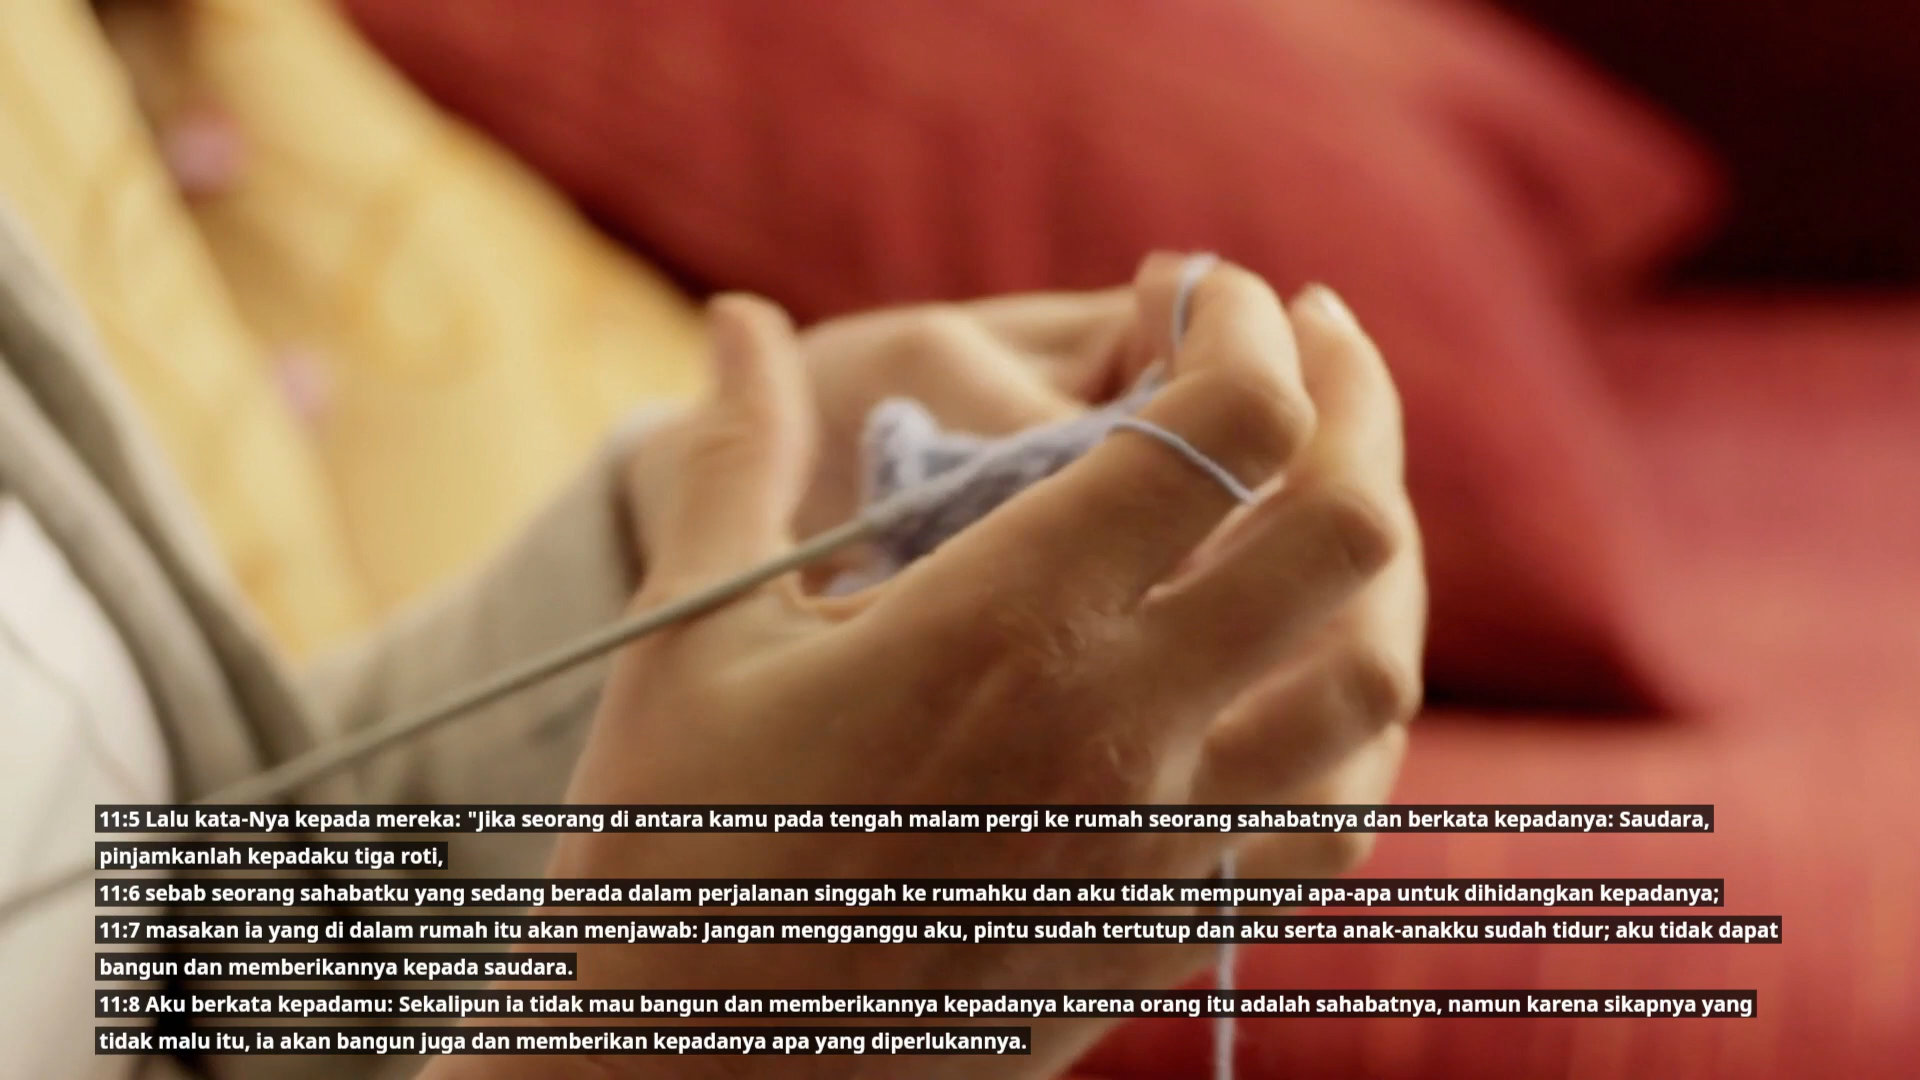 11:5 Lalu kata-Nya kepada mereka: "Jika seorang di antara kamu pada tengah malam pergi ke rumah seorang sahabatnya dan berkata kepadanya: Saudara,
pinjamkanlah kepadaku tiga roti,
11:6 sebab seorang sahabatku yang sedang berada dalam perjalanan singgah ke rumahku dan aku tidak mempunyai apa-apa untuk dihidangkan kepadanya;
11:7 masakan ia yang di dalam rumah itu akan menjawab: Jangan mengganggu aku, pintu sudah tertutup dan aku serta anak-anakku sudah tidur; aku tidak dapat
bangun dan memberikannya kepada saudara.
11:8 Aku berkata kepadamu: Sekalipun ia tidak mau bangun dan memberikannya kepadanya karena orang itu adalah sahabatnya, namun karena sikapnya yang
tidak malu itu, ia akan bangun juga dan memberikan kepadanya apa yang diperlukannya.